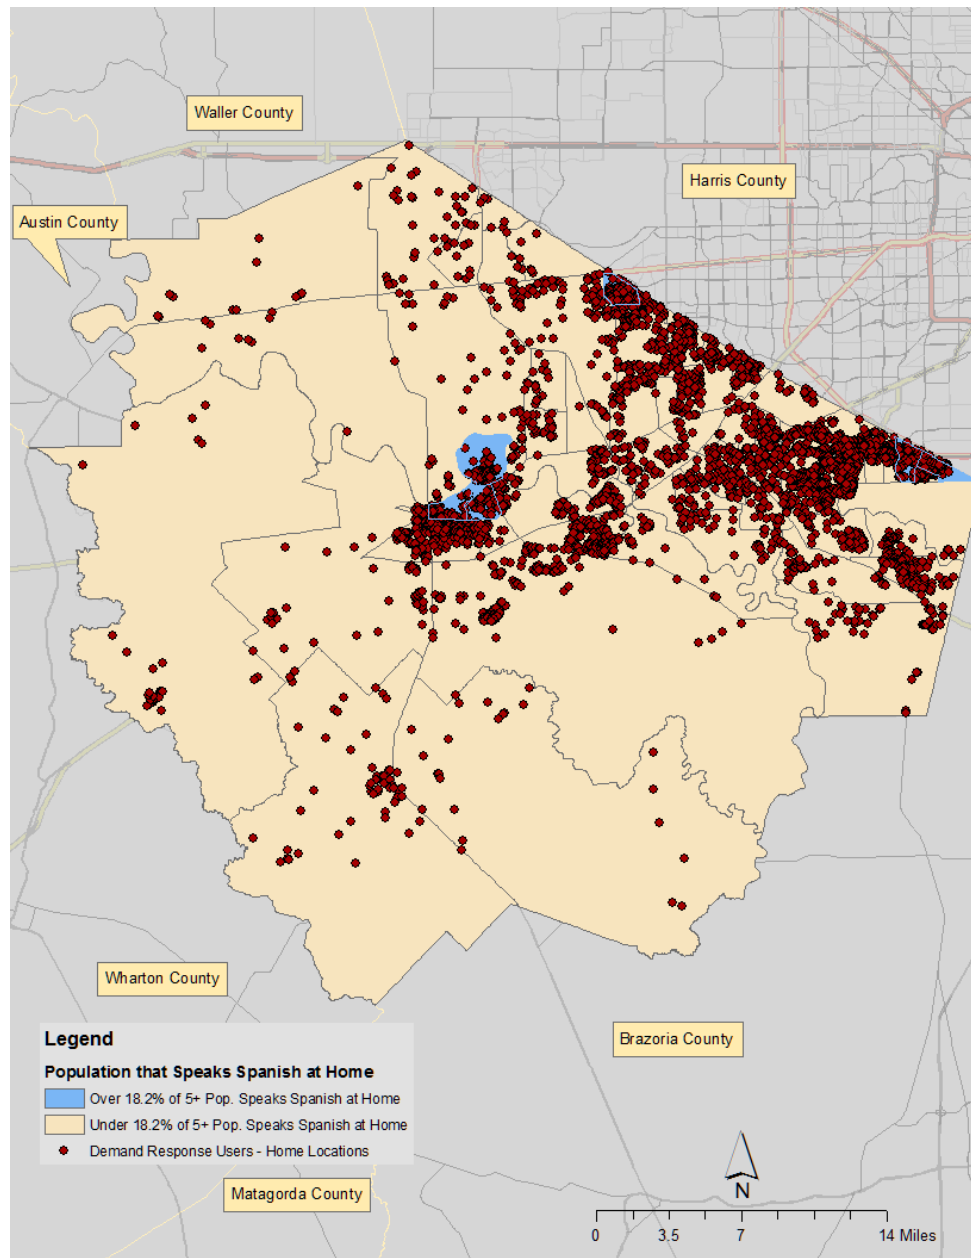 Waller County
Harris County
Austin County
Wharton County
Brazoria County
Legend
Population that Speaks Spanish at Home
Over 18.2% of 5+ Pop. Speaks Spanish at Home
Under 18.2% of 5+ Pop. Speaks Spanish at Home
Demand Response Users - Home Locations
Matagorda County
N
0 3.5 7 14 Miles